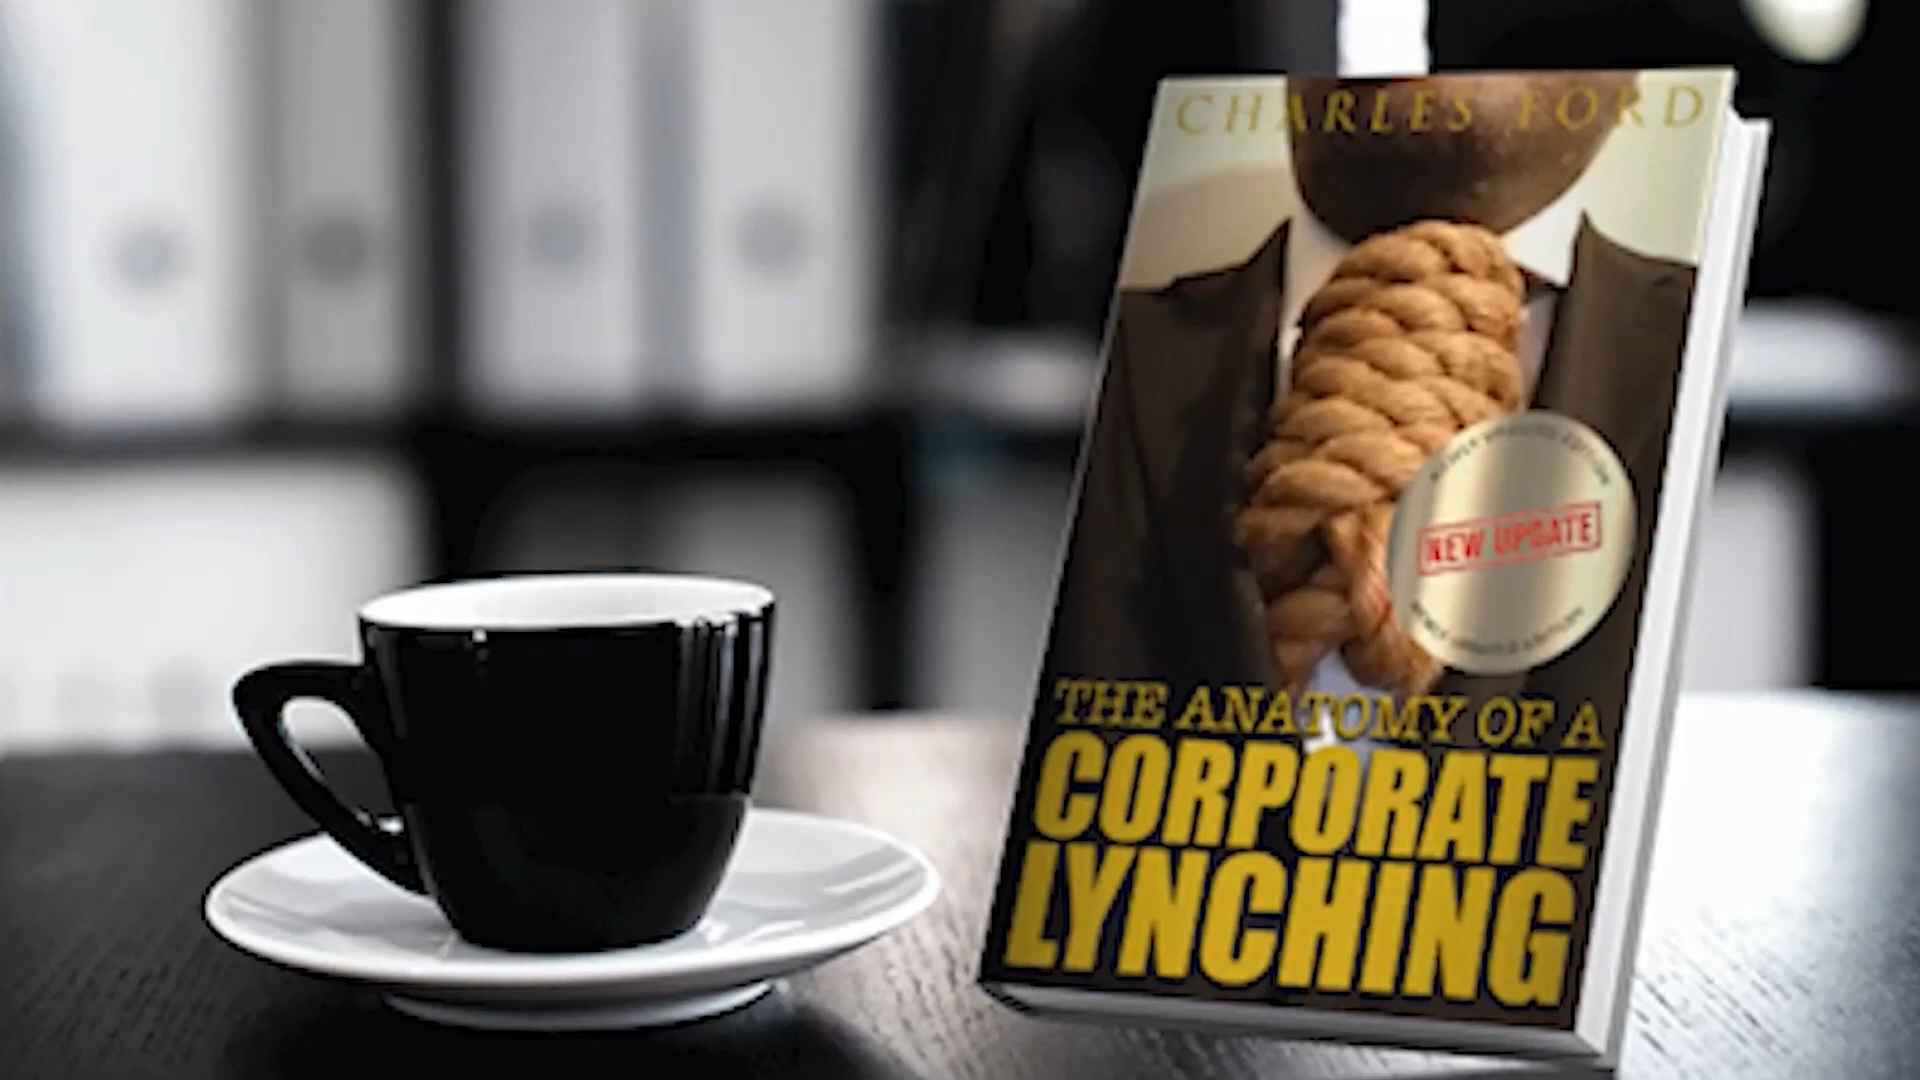 CHARLES FORD
NEW UPDATE
THE ANATOMY OF A
CORPORATE
LYNCHING